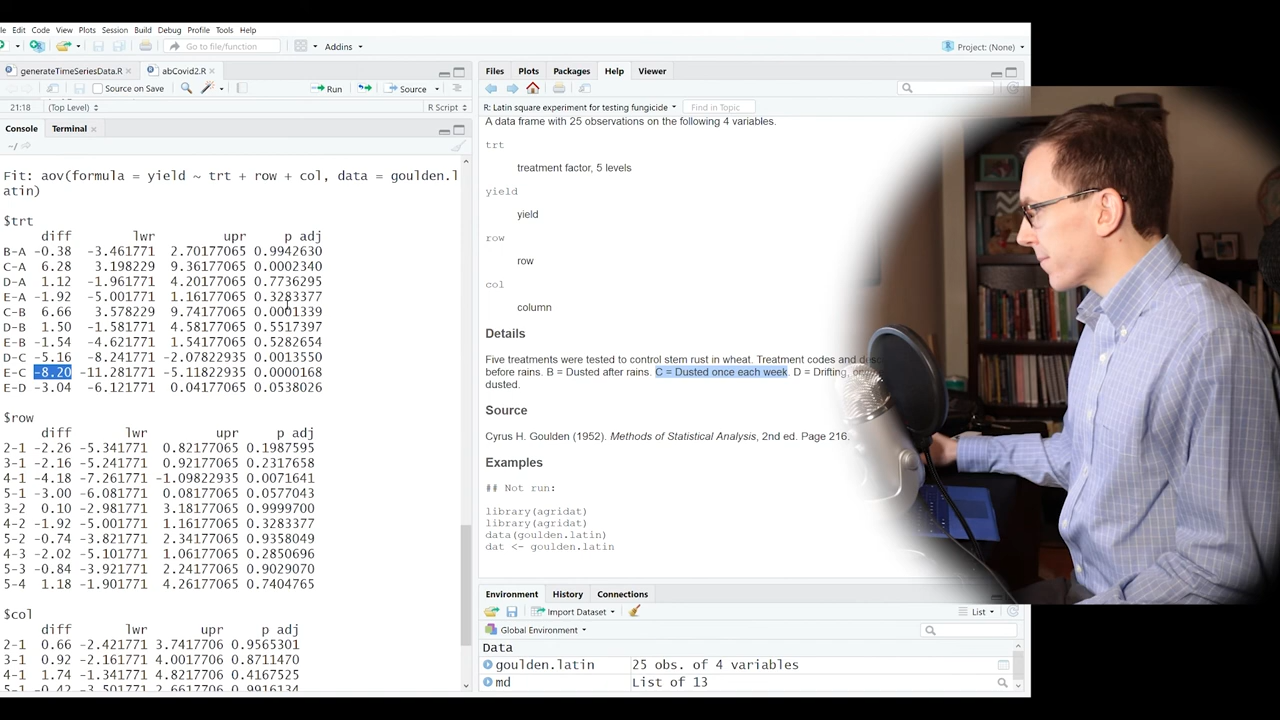 le Edit Code View Plots Session Build Debug Profile Tools Help
Go to file/function
Addins
Project: (None)
generateTimeSeriesData.R
abCovid2.R
Files Plots Packages Help Viewer
Source on Save
Run
Source
21:18 (Top Level)
R Script
R: Latin square experiment for testing fungicide
Find in Topic
Console Terminal
~/
Fit: aov(formula = yield ~ trt + row + col, data = goulden.l
atin)
$trt
diff lwr upr p adj
B-A -0.38 -3.461771 2.70177065 0.9942630
C-A 6.28 3.198229 9.36177065 0.0002340
D-A 1.12 -1.961771 4.20177065 0.7736295
E-A -1.92 -5.001771 1.16177065 0.3283377
C-B 6.66 3.578229 9.74177065 0.0001339
D-B 1.50 -1.581771 4.58177065 0.5517397
E-B -1.54 -4.621771 1.54177065 0.5282654
D-C -5.16 -8.241771 -2.07822935 0.0013550
E-C -8.20 -11.281771 -5.11822935 0.0000168
E-D -3.04 -6.121771 0.04177065 0.0538026
$row
diff lwr upr p adj
2-1 -2.26 -5.341771 0.82177065 0.1987595
3-1 -2.16 -5.241771 0.92177065 0.2317658
4-1 -4.18 -7.261771 -1.09822935 0.0071641
5-1 -3.00 -6.081771 0.08177065 0.0577043
3-2 0.10 -2.981771 3.18177065 0.9999700
4-2 -1.92 -5.001771 1.16177065 0.3283377
5-2 -0.74 -3.821771 2.34177065 0.9358049
4-3 -2.02 -5.101771 1.06177065 0.2850696
5-3 -0.84 -3.921771 2.24177065 0.9029070
5-4 1.18 -1.901771 4.26177065 0.7404765
$col
diff lwr upr p adj
2-1 0.66 -2.421771 3.7417706 0.9565301
3-1 0.92 -2.161771 4.0017706 0.8711470
4-1 1.74 -1.341771 4.8217706 0.4167525
5-1 -0.42 -3.501771 2.6617706 0.9916134
A data frame with 25 observations on the following 4 variables.
trt
treatment factor, 5 levels
yield
yield
row
row
col
column
Details
Five treatments were tested to control stem rust in wheat. Treatment codes and
before rains. B = Dusted after rains. C = Dusted once each week. D = Drifting,
dusted.
Source
Cyrus H. Goulden (1952). Methods of Statistical Analysis, 2nd ed. Page 216.
Examples
## Not run:
library(agridat)
library(agridat)
data(goulden.latin)
dat <- goulden.latin
Environment History Connections
Import Dataset
List
Global Environment
Data
goulden.latin 25 obs. of 4 variables
md List of 13